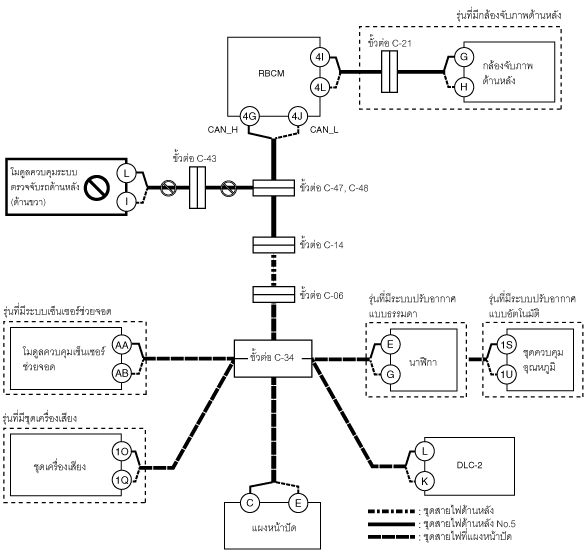 รุ่นที่มีกล้องจับภาพด้านหลัง
ขั้วต่อ C-21
4I
RBCM
G
กล้องจับภาพ
ด้านหลัง
4L
H
4G
4J
CAN_H
CAN_L
ขั้วต่อ C-43
โมดูลควบคุมระบบ
ตรวจจับรถด้านหลัง
(ด้านขวา)
L
I
ขั้วต่อ C-47, C-48
ขั้วต่อ C-14
ขั้วต่อ C-06
รุ่นที่มีระบบปรับอากาศ
แบบธรรมดา
รุ่นที่มีระบบปรับอากาศ
แบบอัตโนมัติ
รุ่นที่มีระบบเซ็นเซอร์ช่วยจอด
โมดูลควบคุมเซ็นเซอร์
ช่วยจอด
AA
AB
ขั้วต่อ C-34
E
G
นาฬิกา
1S
1U
ชุดควบคุม
อุณหภูมิ
รุ่นที่มีชุดเครื่องเสียง
ชุดเครื่องเสียง
1O
1Q
L
K
DLC-2
C
E
แผงหน้าปัด
: ชุดสายไฟด้านหลัง
: ชุดสายไฟด้านหลัง No.5
: ชุดสายไฟที่แผงหน้าปัด